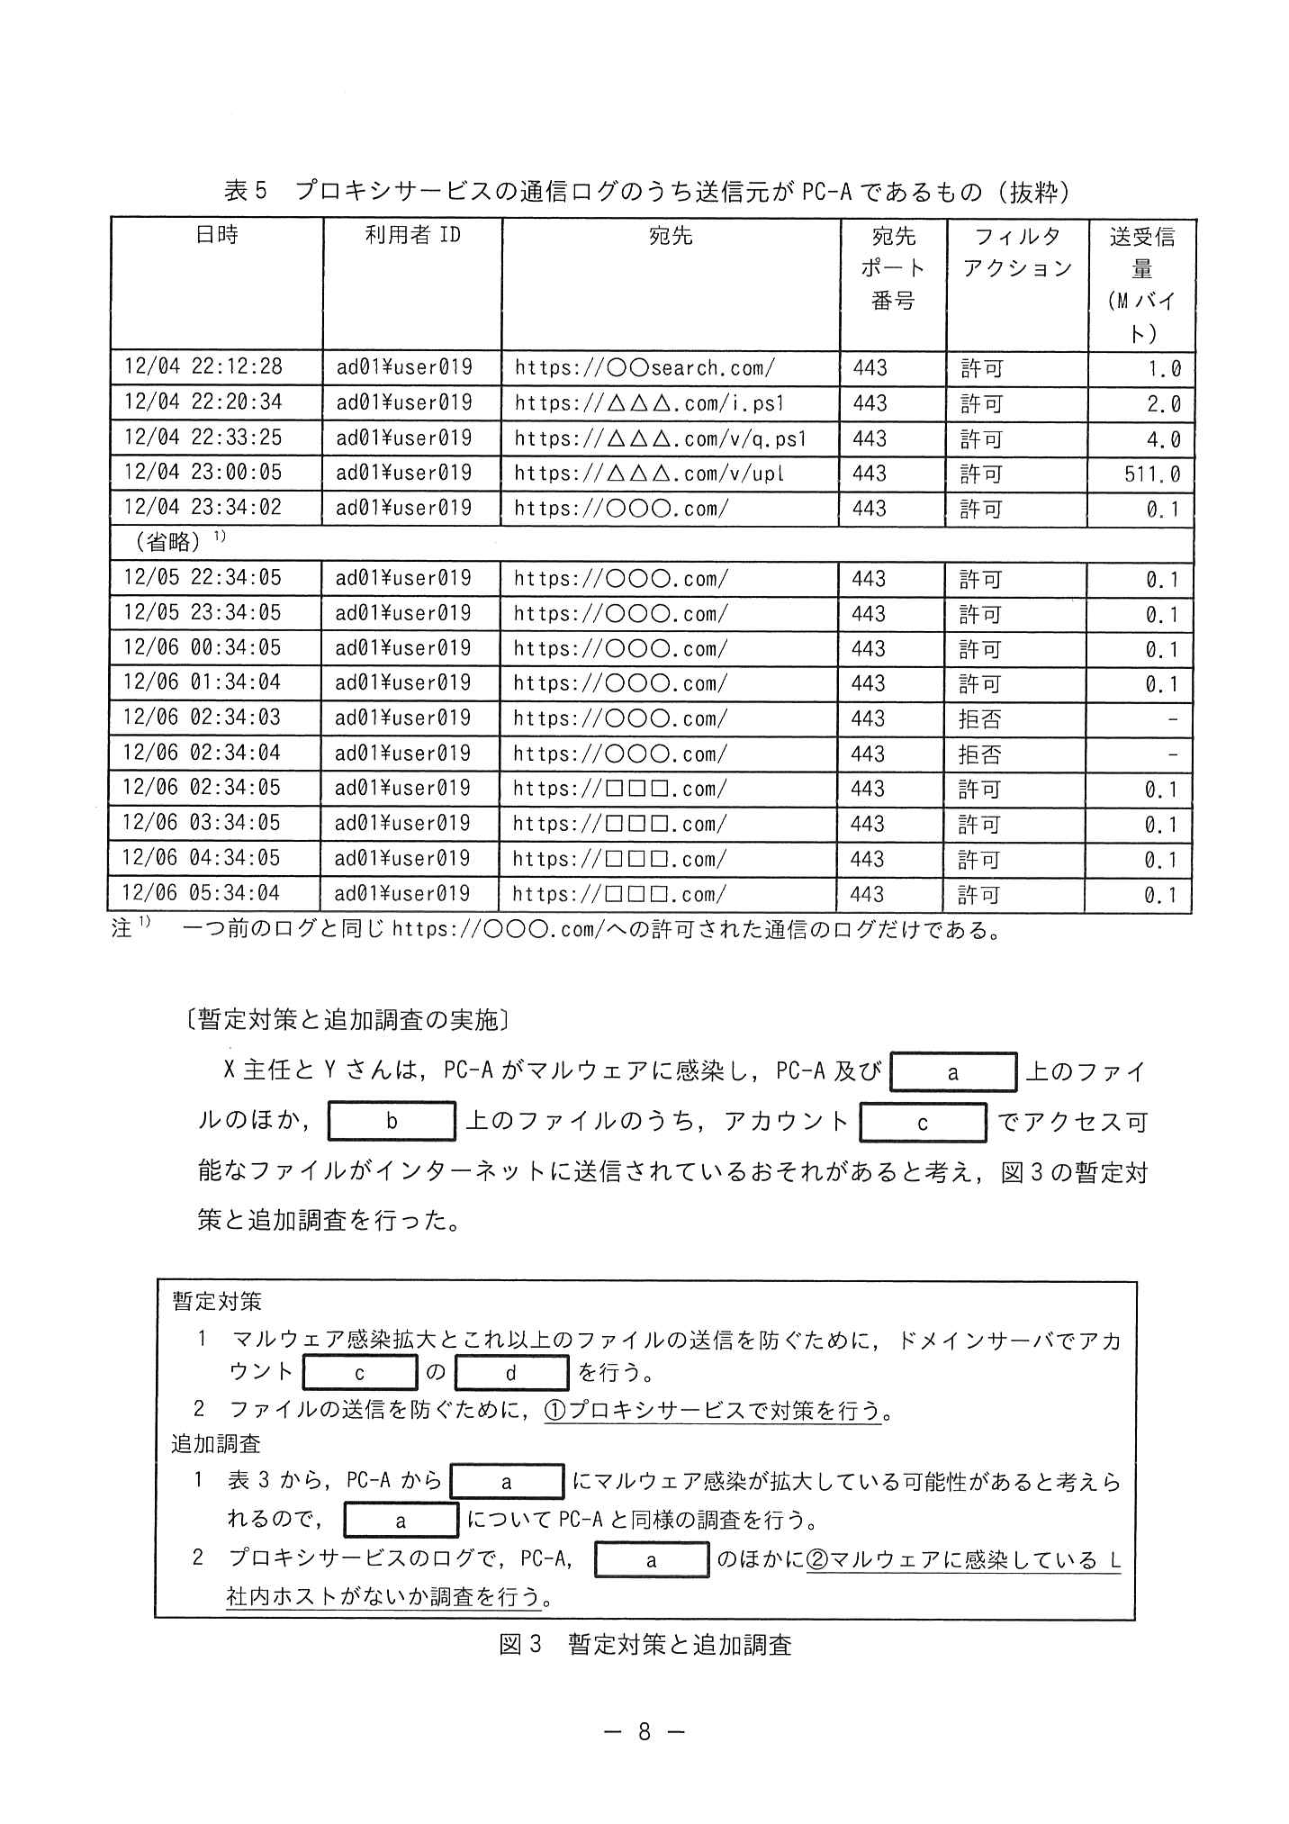 表5 プロキシサービスの通信ログのうち送信元が PC-A であるもの（抜粋）
日時 利用者 ID 宛先 宛先ポート番号 フィルタアクション 送受信量(M バイト)
12/04 22:12:28 ad01¥user019 https://〇〇search.com/ 443 許可 1.0
12/04 22:20:34 ad01¥user019 https://△△△.com/i.ps1 443 許可 2.0
12/04 22:33:25 ad01¥user019 https://△△△.com/v/q.ps1 443 許可 4.0
12/04 23:00:05 ad01¥user019 https://△△△.com/v/upl 443 許可 511.0
12/04 23:34:02 ad01¥user019 https://〇〇〇.com/ 443 許可 0.1
（省略）1)
12/05 22:34:05 ad01¥user019 https://〇〇〇.com/ 443 許可 0.1
12/05 23:34:05 ad01¥user019 https://〇〇〇.com/ 443 許可 0.1
12/06 00:34:05 ad01¥user019 https://〇〇〇.com/ 443 許可 0.1
12/06 01:34:04 ad01¥user019 https://〇〇〇.com/ 443 許可 0.1
12/06 02:34:03 ad01¥user019 https://〇〇〇.com/ 443 拒否 -
12/06 02:34:04 ad01¥user019 https://〇〇〇.com/ 443 拒否 -
12/06 02:34:05 ad01¥user019 https://□□□.com/ 443 許可 0.1
12/06 03:34:05 ad01¥user019 https://□□□.com/ 443 許可 0.1
12/06 04:34:05 ad01¥user019 https://□□□.com/ 443 許可 0.1
12/06 05:34:04 ad01¥user019 https://□□□.com/ 443 許可 0.1
注1) 一つ前のログと同じ https://〇〇〇.com/への許可された通信のログだけである。
〔暫定対策と追加調査の実施〕
X 主任と Y さんは，PC-A がマルウェアに感染し，PC-A 及び a 上のファイ
ルのほか， b 上のファイルのうち，アカウント c でアクセス可
能なファイルがインターネットに送信されているおそれがあると考え，図3の暫定対
策と追加調査を行った。
暫定対策
1 マルウェア感染拡大とこれ以上のファイルの送信を防ぐために，ドメインサーバでアカ
ウント c の d を行う。
2 ファイルの送信を防ぐために，①プロキシサービスで対策を行う。
追加調査
1 表3から，PC-A から a にマルウェア感染が拡大している可能性があると考えら
れるので， a について PC-A と同様の調査を行う。
2 プロキシサービスのログで，PC-A， a のほかに②マルウェアに感染している L
社内ホストがないか調査を行う。
図3 暫定対策と追加調査
－ 8 －